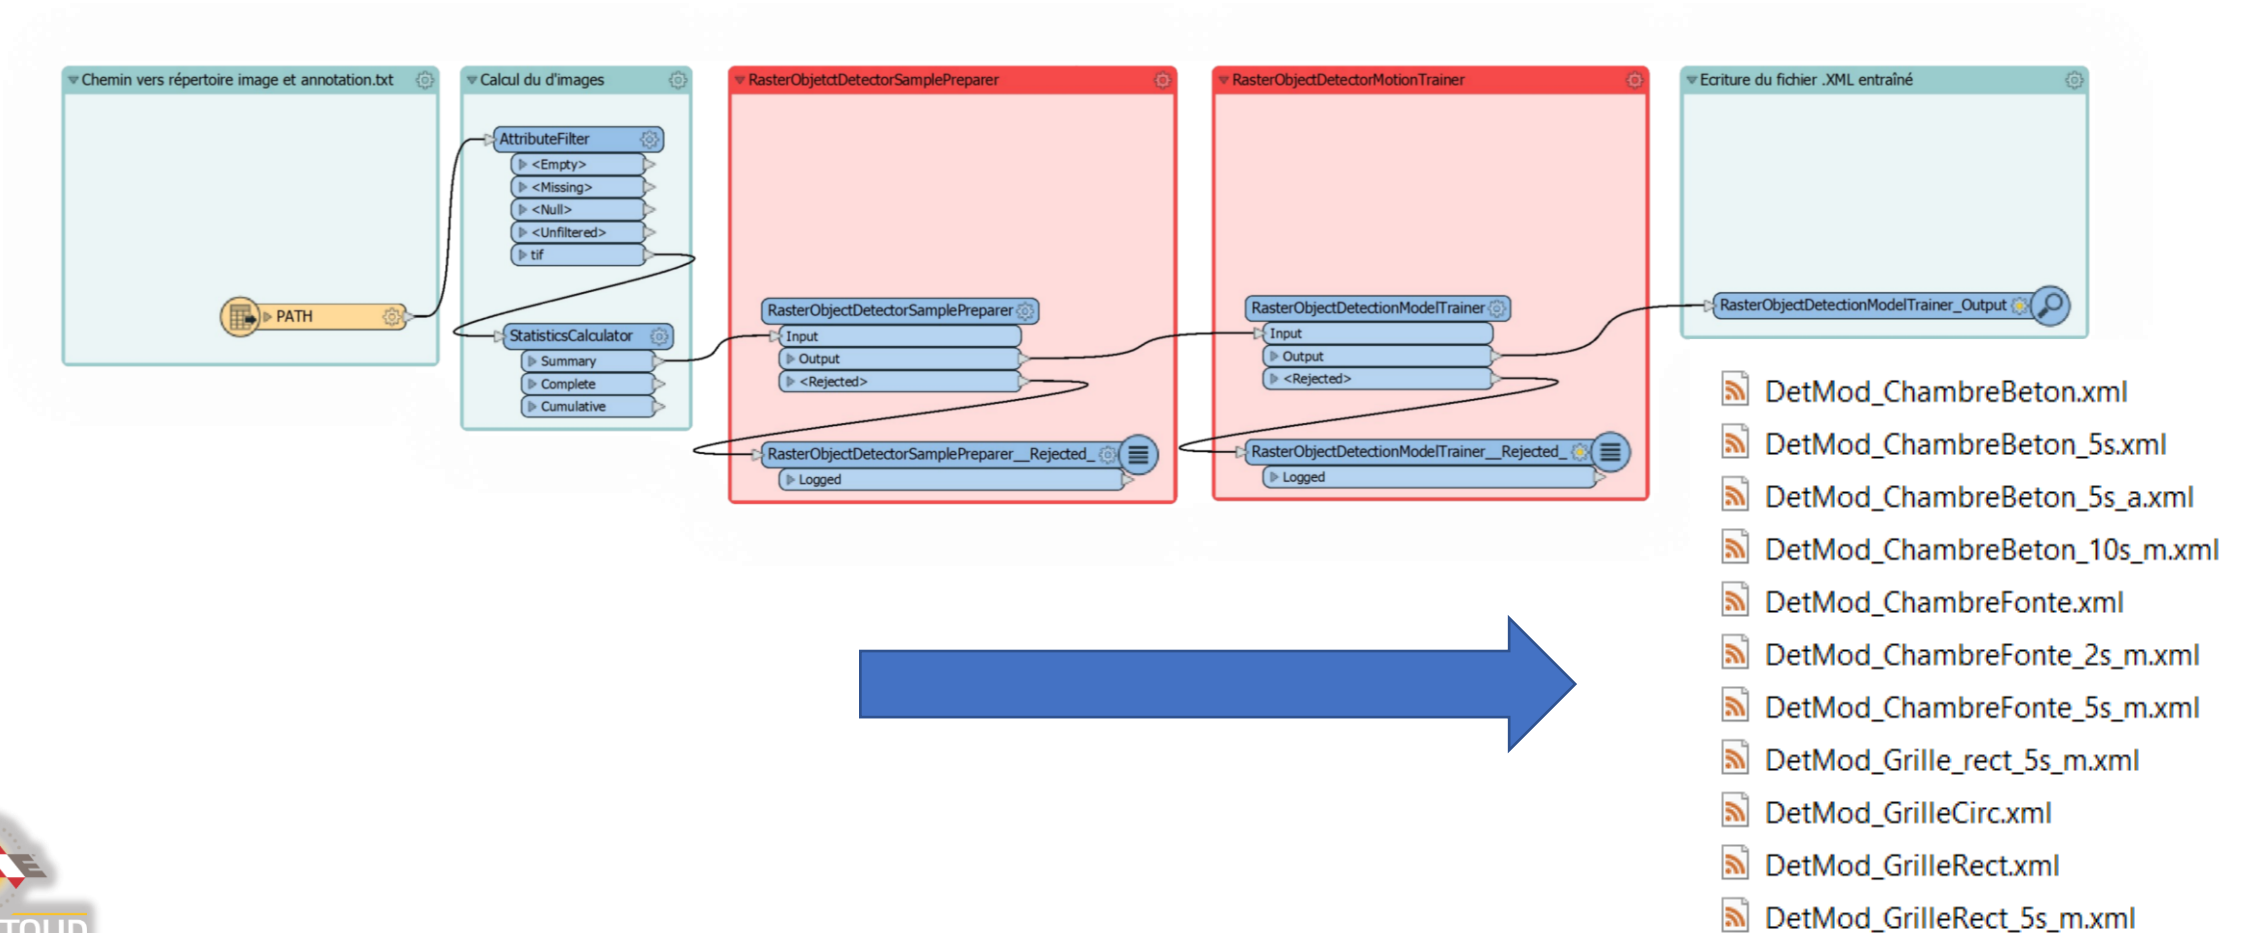 Chemin vers répertoire image et annotation.txt
PATH
Calcul du d'images
AttributeFilter
<Empty>
<Missing>
<Null>
<Unfiltered>
tif
StatisticsCalculator
Summary
Complete
Cumulative
RasterObjetctDetectorSamplePreparer
RasterObjectDetectorSamplePreparer
Input
Output
<Rejected>
RasterObjectDetectorSamplePreparer__Rejected_
Logged
RasterObjectDetectorMotionTrainer
RasterObjectDetectionModelTrainer
Input
Output
<Rejected>
RasterObjectDetectionModelTrainer__Rejected_
Logged
Ecriture du fichier .XML entraîné
RasterObjectDetectionModelTrainer_Output
DetMod_ChambreBeton.xml
DetMod_ChambreBeton_5s.xml
DetMod_ChambreBeton_5s_a.xml
DetMod_ChambreBeton_10s_m.xml
DetMod_ChambreFonte.xml
DetMod_ChambreFonte_2s_m.xml
DetMod_ChambreFonte_5s_m.xml
DetMod_Grille_rect_5s_m.xml
DetMod_GrilleCirc.xml
DetMod_GrilleRect.xml
DetMod_GrilleRect_5s_m.xml